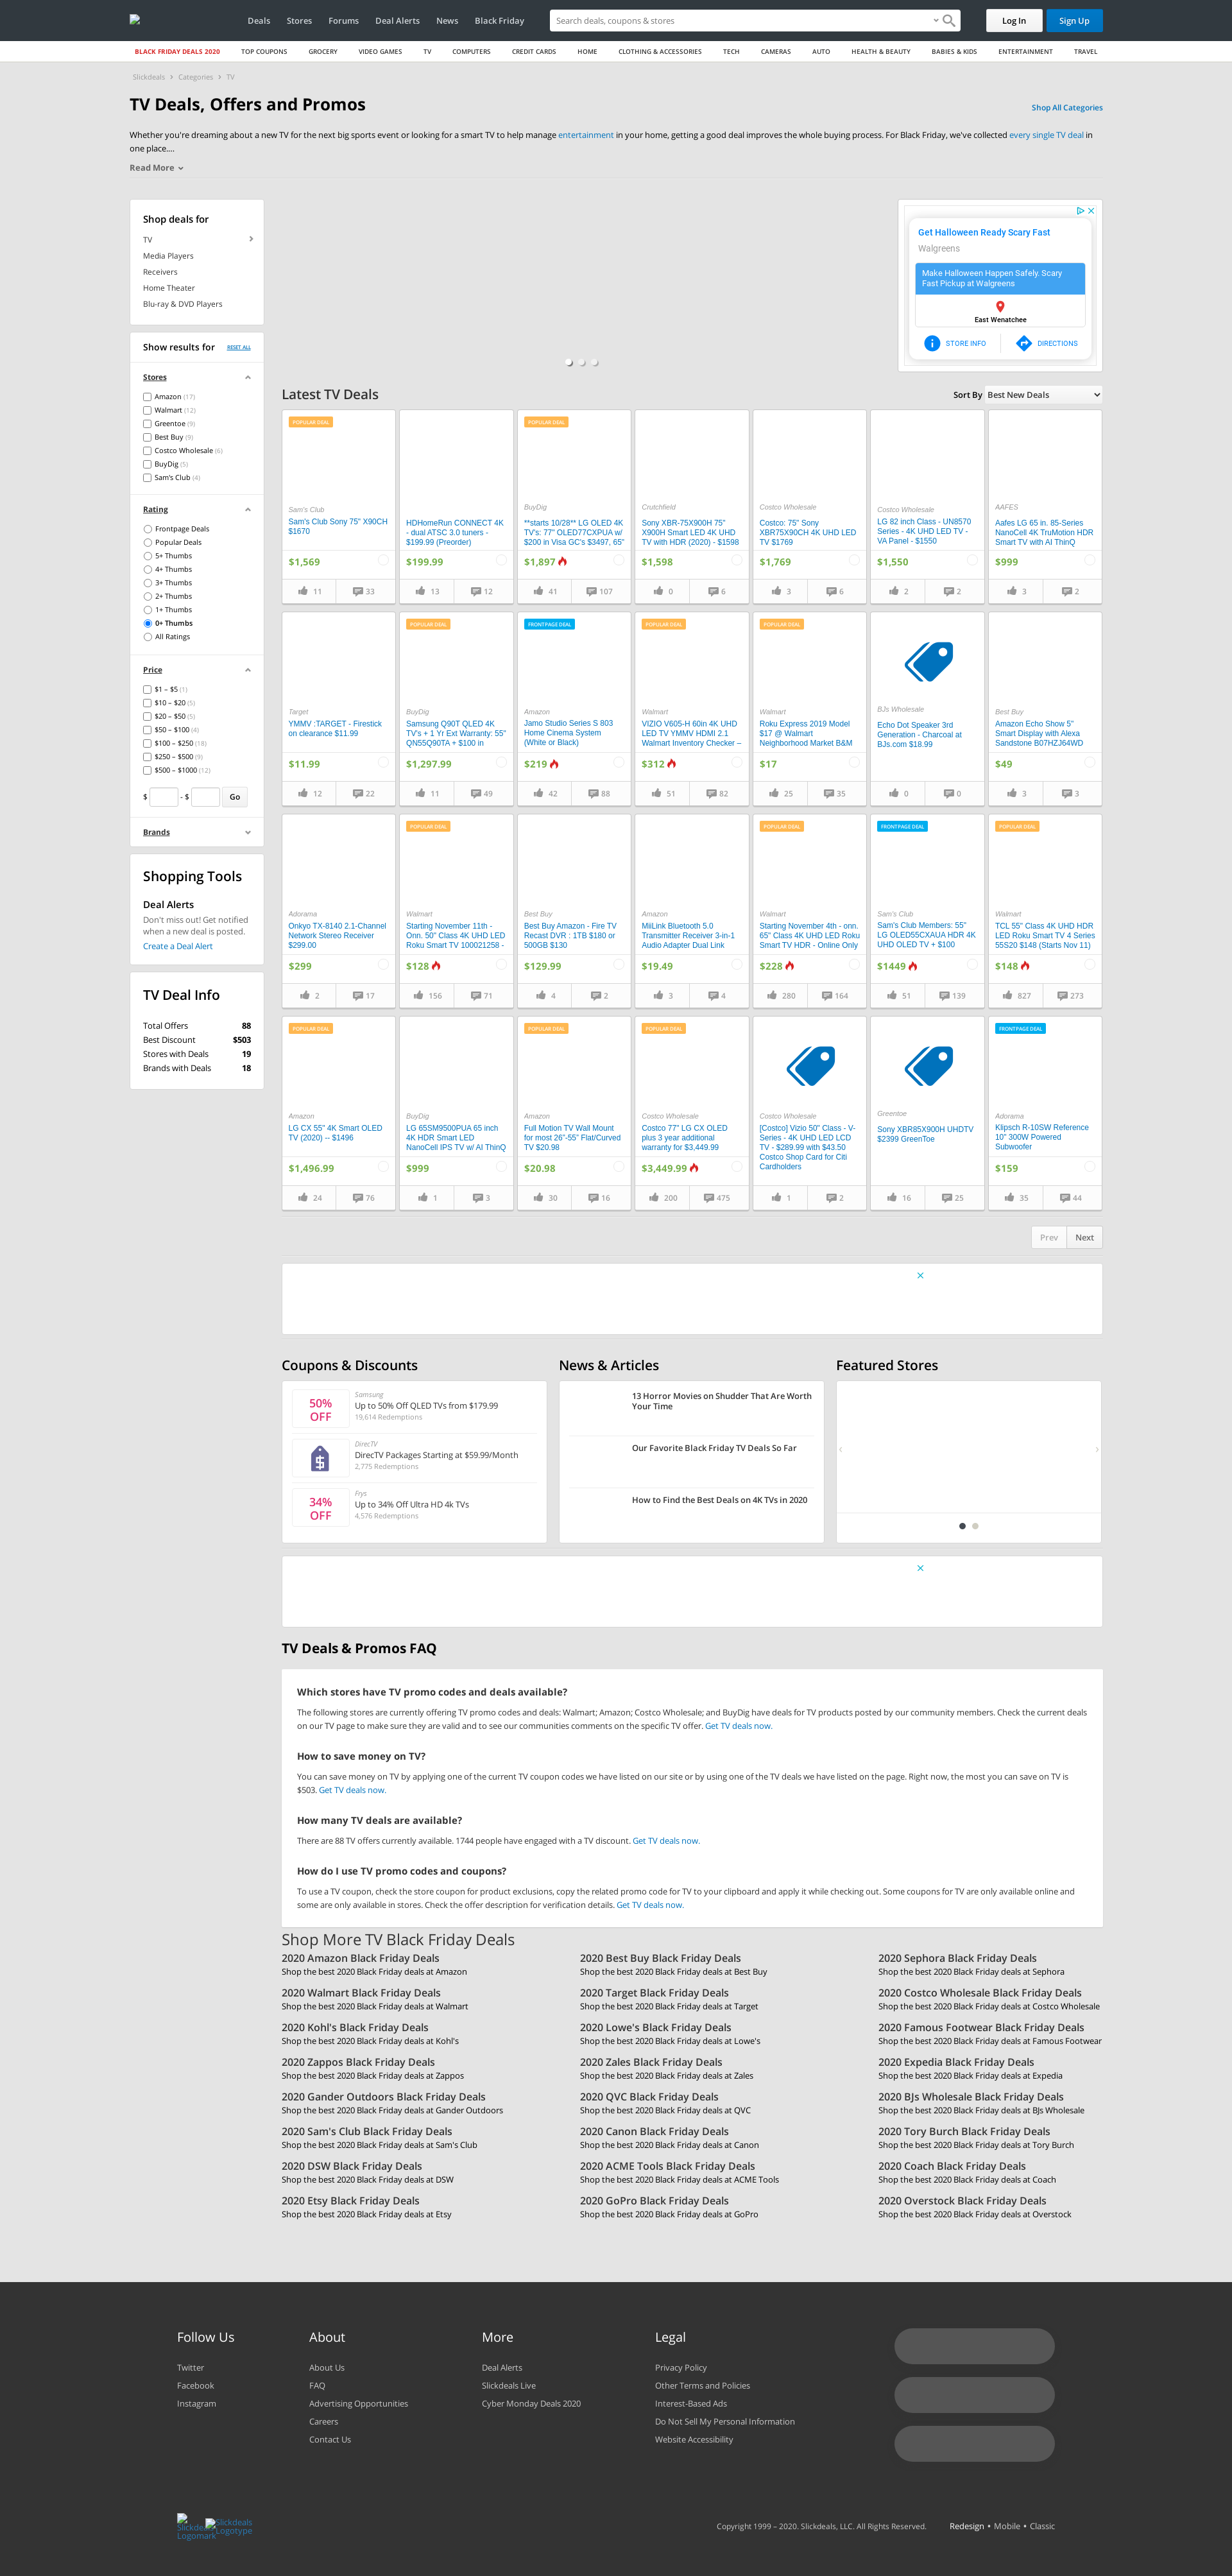 Deals Stores Forums Deal Alerts News Black Friday
Search deals, coupons & stores
Log In Sign Up
BLACK FRIDAY DEALS 2020 TOP COUPONS GROCERY VIDEO GAMES TV COMPUTERS CREDIT CARDS HOME CLOTHING & ACCESSORIES TECH CAMERAS AUTO HEALTH & BEAUTY BABIES & KIDS ENTERTAINMENT TRAVEL
Slickdeals > Categories > TV
TV Deals, Offers and Promos
Shop All Categories
Whether you're dreaming about a new TV for the next big sports event or looking for a smart TV to help manage entertainment in your home, getting a good deal improves the whole buying process. For Black Friday, we've collected every single TV deal in
one place....
Read More
Shop deals for
TV
Media Players
Receivers
Home Theater
Blu-ray & DVD Players
Show results for RESET ALL
Stores
Amazon (17)
Walmart (12)
Greentoe (9)
Best Buy (9)
Costco Wholesale (6)
BuyDig (5)
Sam's Club (4)
Rating
Frontpage Deals
Popular Deals
5+ Thumbs
4+ Thumbs
3+ Thumbs
2+ Thumbs
1+ Thumbs
0+ Thumbs
All Ratings
Price
$1 – $5 (1)
$10 – $20 (5)
$20 – $50 (5)
$50 – $100 (4)
$100 – $250 (18)
$250 – $500 (9)
$500 – $1000 (12)
$ - $ Go
Brands
Shopping Tools
Deal Alerts
Don't miss out! Get notified
when a new deal is posted.
Create a Deal Alert
TV Deal Info
Total Offers 88
Best Discount $503
Stores with Deals 19
Brands with Deals 18
Get Halloween Ready Scary Fast
Walgreens
Make Halloween Happen Safely. Scary
Fast Pickup at Walgreens
East Wenatchee
STORE INFO DIRECTIONS
Latest TV Deals
Sort By Best New Deals
POPULAR DEAL
Sam's Club
Sam's Club Sony 75" X90CH
$1670
$1,569
11 33
HDHomeRun CONNECT 4K
- dual ATSC 3.0 tuners -
$199.99 (Preorder)
$199.99
13 12
POPULAR DEAL
BuyDig
**starts 10/28** LG OLED 4K
TV's: 77" OLED77CXPUA w/
$200 in Visa GC's $3497, 65"
$1,897
41 107
Crutchfield
Sony XBR-75X900H 75"
X900H Smart LED 4K UHD
TV with HDR (2020) - $1598
$1,598
0 6
Costco Wholesale
Costco: 75" Sony
XBR75X90CH 4K UHD LED
TV $1769
$1,769
3 6
Costco Wholesale
LG 82 inch Class - UN8570
Series - 4K UHD LED TV -
VA Panel - $1550
$1,550
2 2
AAFES
Aafes LG 65 in. 85-Series
NanoCell 4K TruMotion HDR
Smart TV with AI ThinQ
$999
3 2
Target
YMMV :TARGET - Firestick
on clearance $11.99
$11.99
12 22
POPULAR DEAL
BuyDig
Samsung Q90T QLED 4K
TV's + 1 Yr Ext Warranty: 55"
QN55Q90TA + $100 in
$1,297.99
11 49
FRONTPAGE DEAL
Amazon
Jamo Studio Series S 803
Home Cinema System
(White or Black)
$219
42 88
POPULAR DEAL
Walmart
VIZIO V605-H 60in 4K UHD
LED TV YMMV HDMI 2.1
Walmart Inventory Checker –
$312
51 82
POPULAR DEAL
Walmart
Roku Express 2019 Model
$17 @ Walmart
Neighborhood Market B&M
$17
25 35
BJs Wholesale
Echo Dot Speaker 3rd
Generation - Charcoal at
BJs.com $18.99
0 0
Best Buy
Amazon Echo Show 5"
Smart Display with Alexa
Sandstone B07HZJ64WD
$49
3 3
Adorama
Onkyo TX-8140 2.1-Channel
Network Stereo Receiver
$299.00
$299
2 17
POPULAR DEAL
Walmart
Starting November 11th -
Onn. 50" Class 4K UHD LED
Roku Smart TV 100021258 -
$128
156 71
Best Buy
Best Buy Amazon - Fire TV
Recast DVR : 1TB $180 or
500GB $130
$129.99
4 2
Amazon
MiiLink Bluetooth 5.0
Transmitter Receiver 3-in-1
Audio Adapter Dual Link
$19.49
3 4
POPULAR DEAL
Walmart
Starting November 4th - onn.
65" Class 4K UHD LED Roku
Smart TV HDR - Online Only
$228
280 164
FRONTPAGE DEAL
Sam's Club
Sam's Club Members: 55"
LG OLED55CXAUA HDR 4K
UHD OLED TV + $100
$1449
51 139
POPULAR DEAL
Walmart
TCL 55" Class 4K UHD HDR
LED Roku Smart TV 4 Series
55S20 $148 (Starts Nov 11)
$148
827 273
POPULAR DEAL
Amazon
LG CX 55" 4K Smart OLED
TV (2020) -- $1496
$1,496.99
24 76
BuyDig
LG 65SM9500PUA 65 inch
4K HDR Smart LED
NanoCell IPS TV w/ AI ThinQ
$999
1 3
POPULAR DEAL
Amazon
Full Motion TV Wall Mount
for most 26"-55" Flat/Curved
TV $20.98
$20.98
30 16
POPULAR DEAL
Costco Wholesale
Costco 77" LG CX OLED
plus 3 year additional
warranty for $3,449.99
$3,449.99
200 475
Costco Wholesale
[Costco] Vizio 50" Class - V-
Series - 4K UHD LED LCD
TV - $289.99 with $43.50
Costco Shop Card for Citi
Cardholders
1 2
Greentoe
Sony XBR85X900H UHDTV
$2399 GreenToe
16 25
FRONTPAGE DEAL
Adorama
Klipsch R-10SW Reference
10" 300W Powered
Subwoofer
$159
35 44
Prev Next
Coupons & Discounts
50%
OFF
Samsung
Up to 50% Off QLED TVs from $179.99
19,614 Redemptions
DirecTV
DirecTV Packages Starting at $59.99/Month
2,775 Redemptions
34%
OFF
Frys
Up to 34% Off Ultra HD 4k TVs
4,576 Redemptions
News & Articles
13 Horror Movies on Shudder That Are Worth
Your Time
Our Favorite Black Friday TV Deals So Far
How to Find the Best Deals on 4K TVs in 2020
Featured Stores
TV Deals & Promos FAQ
Which stores have TV promo codes and deals available?
The following stores are currently offering TV promo codes and deals: Walmart; Amazon; Costco Wholesale; and BuyDig have deals for TV products posted by our community members. Check the current deals
on our TV page to make sure they are valid and to see our communities comments on the specific TV offer. Get TV deals now.
How to save money on TV?
You can save money on TV by applying one of the current TV coupon codes we have listed on our site or by using one of the TV deals we have listed on the page. Right now, the most you can save on TV is
$503. Get TV deals now.
How many TV deals are available?
There are 88 TV offers currently available. 1744 people have engaged with a TV discount. Get TV deals now.
How do I use TV promo codes and coupons?
To use a TV coupon, check the store coupon for product exclusions, copy the related promo code for TV to your clipboard and apply it while checking out. Some coupons for TV are only available online and
some are only available in stores. Check the offer description for verification details. Get TV deals now.
Shop More TV Black Friday Deals
2020 Amazon Black Friday Deals
Shop the best 2020 Black Friday deals at Amazon
2020 Best Buy Black Friday Deals
Shop the best 2020 Black Friday deals at Best Buy
2020 Sephora Black Friday Deals
Shop the best 2020 Black Friday deals at Sephora
2020 Walmart Black Friday Deals
Shop the best 2020 Black Friday deals at Walmart
2020 Target Black Friday Deals
Shop the best 2020 Black Friday deals at Target
2020 Costco Wholesale Black Friday Deals
Shop the best 2020 Black Friday deals at Costco Wholesale
2020 Kohl's Black Friday Deals
Shop the best 2020 Black Friday deals at Kohl's
2020 Lowe's Black Friday Deals
Shop the best 2020 Black Friday deals at Lowe's
2020 Famous Footwear Black Friday Deals
Shop the best 2020 Black Friday deals at Famous Footwear
2020 Zappos Black Friday Deals
Shop the best 2020 Black Friday deals at Zappos
2020 Zales Black Friday Deals
Shop the best 2020 Black Friday deals at Zales
2020 Expedia Black Friday Deals
Shop the best 2020 Black Friday deals at Expedia
2020 Gander Outdoors Black Friday Deals
Shop the best 2020 Black Friday deals at Gander Outdoors
2020 QVC Black Friday Deals
Shop the best 2020 Black Friday deals at QVC
2020 BJs Wholesale Black Friday Deals
Shop the best 2020 Black Friday deals at BJs Wholesale
2020 Sam's Club Black Friday Deals
Shop the best 2020 Black Friday deals at Sam's Club
2020 Canon Black Friday Deals
Shop the best 2020 Black Friday deals at Canon
2020 Tory Burch Black Friday Deals
Shop the best 2020 Black Friday deals at Tory Burch
2020 DSW Black Friday Deals
Shop the best 2020 Black Friday deals at DSW
2020 ACME Tools Black Friday Deals
Shop the best 2020 Black Friday deals at ACME Tools
2020 Coach Black Friday Deals
Shop the best 2020 Black Friday deals at Coach
2020 Etsy Black Friday Deals
Shop the best 2020 Black Friday deals at Etsy
2020 GoPro Black Friday Deals
Shop the best 2020 Black Friday deals at GoPro
2020 Overstock Black Friday Deals
Shop the best 2020 Black Friday deals at Overstock
Follow Us
Twitter
Facebook
Instagram
About
About Us
FAQ
Advertising Opportunities
Careers
Contact Us
More
Deal Alerts
Slickdeals Live
Cyber Monday Deals 2020
Legal
Privacy Policy
Other Terms and Policies
Interest-Based Ads
Do Not Sell My Personal Information
Website Accessibility
Slickdeals
Logomark
Slickdeals
Logotype
Copyright 1999 – 2020. Slickdeals, LLC. All Rights Reserved.
Redesign • Mobile • Classic